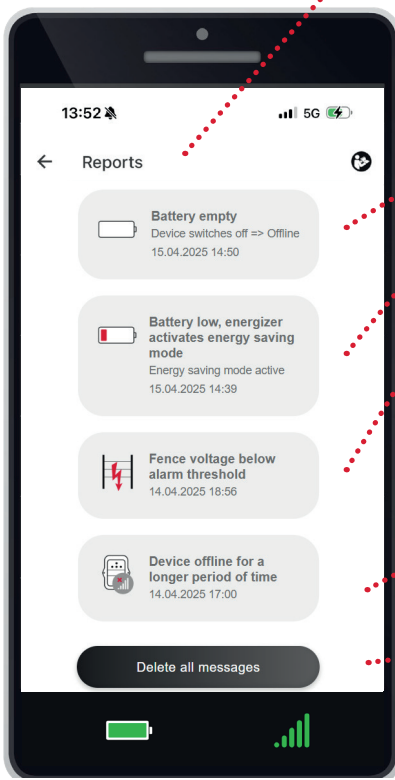 13:52
5G
Reports
Battery empty
Device switches off => Offline
15.04.2025 14:50
Battery low, energizer
activates energy saving
mode
Energy saving mode active
15.04.2025 14:39
Fence voltage below
alarm threshold
14.04.2025 18:56
Device offline for a
longer period of time
14.04.2025 17:00
Delete all messages